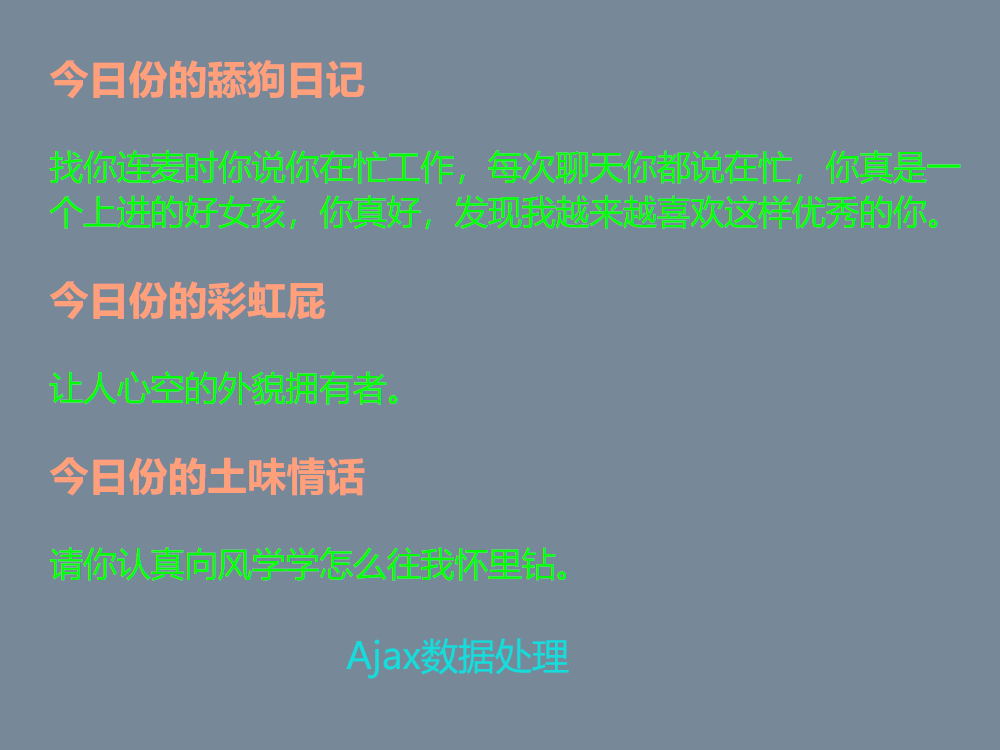 今日份的舔狗日记
找你连麦时你说你在忙工作，每次聊天你都说在忙，你真是一
个上进的好女孩，你真好，发现我越来越喜欢这样优秀的你。
今日份的彩虹屁
让人心空的外貌拥有者。
今日份的土味情话
请你认真向风学学怎么往我怀里钻。
Ajax数据处理